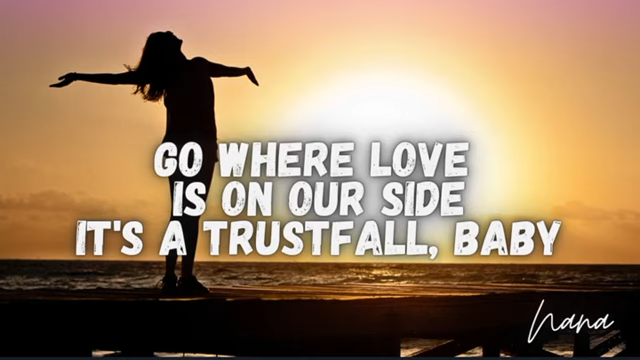 GO WHERE LOVE
IS ON OUR SIDE
IT'S A TRUSTFALL, BABY
Nana